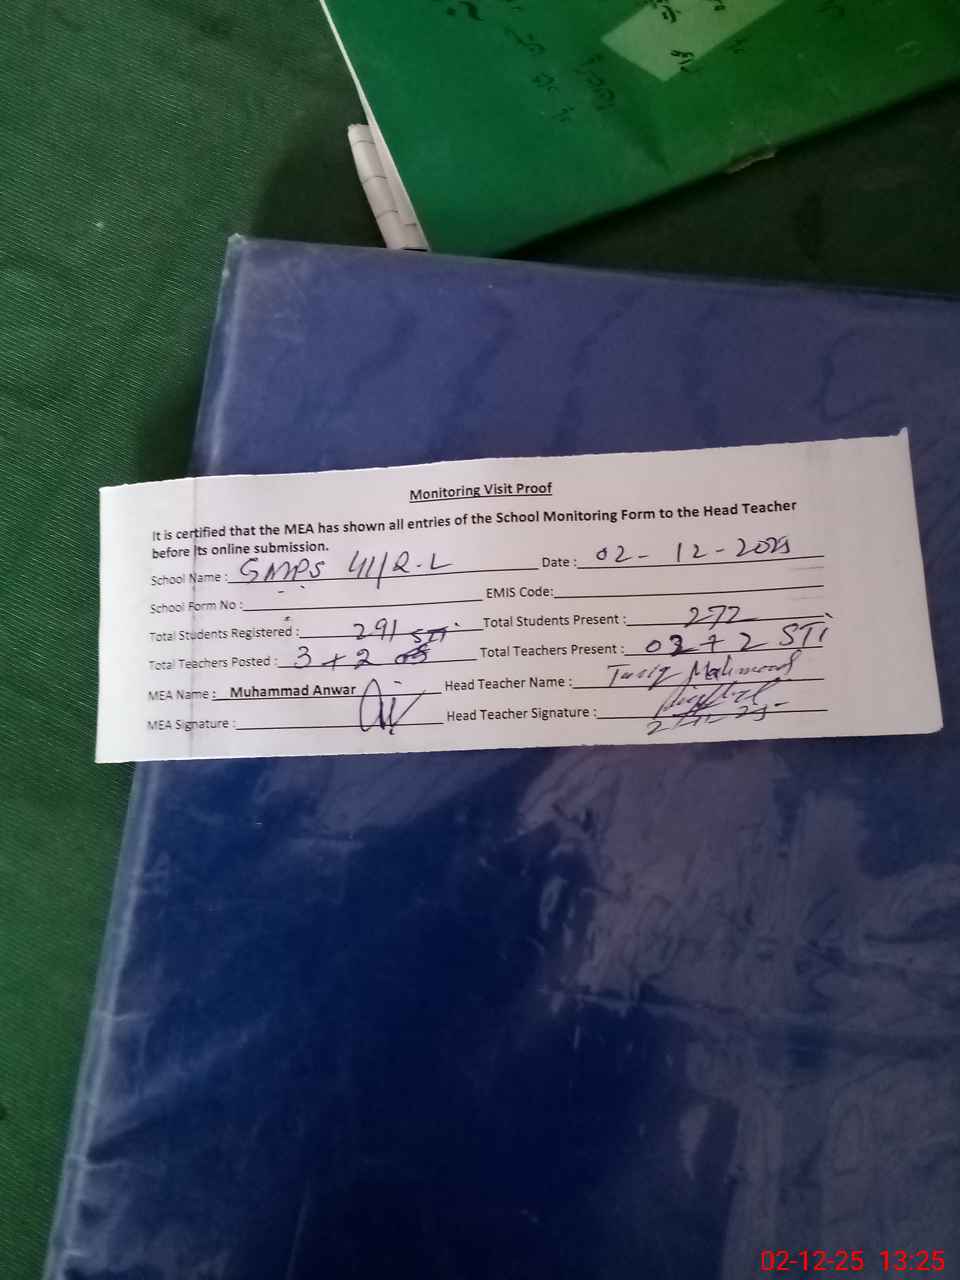 Monitoring Visit Proof
It is certified that the MEA has shown all entries of the School Monitoring Form to the Head Teacher
before its online submission.
School Name : GMPS 41/2-L Date : 02-12-2025
School Form No : EMIS Code:
Total Students Registered : 291 Total Students Present : 272
Total Teachers Posted : 3 + 2 STI Total Teachers Present : 03 + 2 STI
MEA Name : Muhammad Anwar Head Teacher Name : Tariq Mahmood
MEA Signature : Head Teacher Signature :
02-12-25 13:25